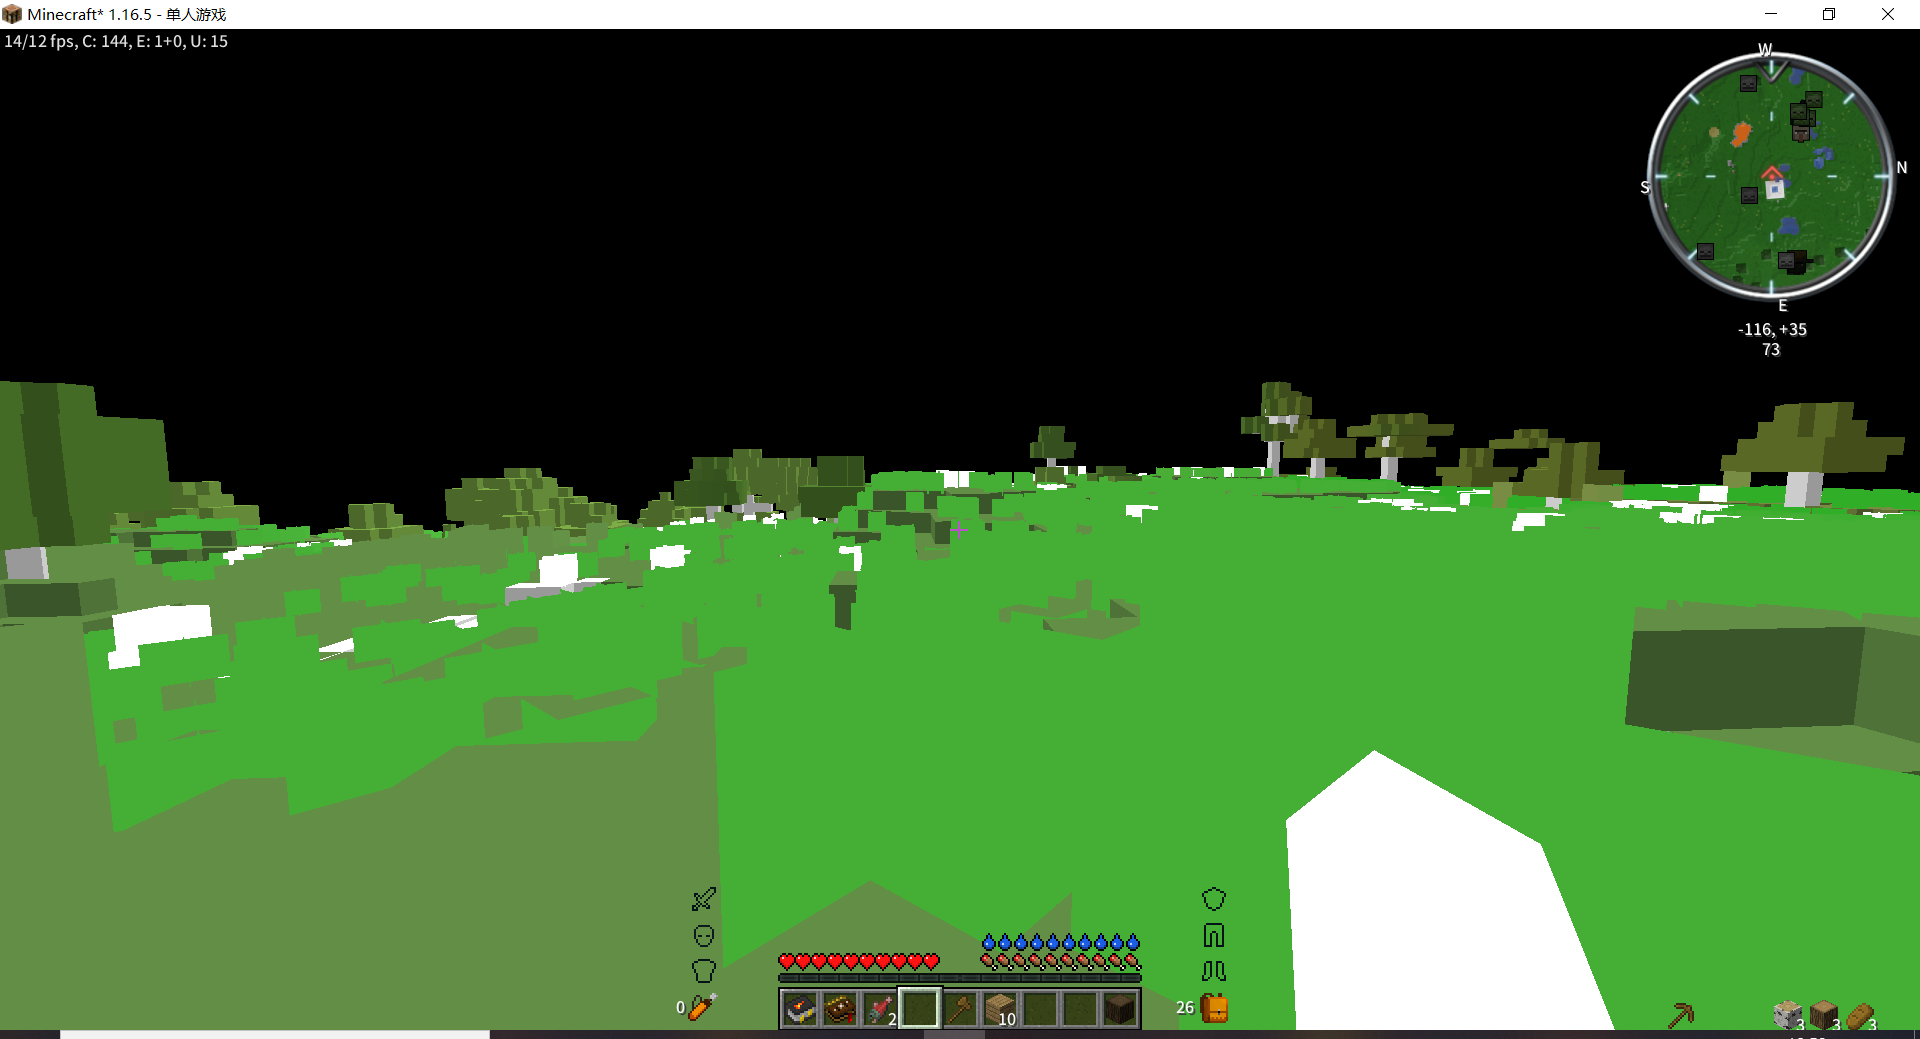 Minecraft* 1.16.5 - 单人游戏
14/12 fps, C: 144, E: 1+0, U: 15
W
N
S
E
-116, +35
73
0
26
2
10
3
3
3